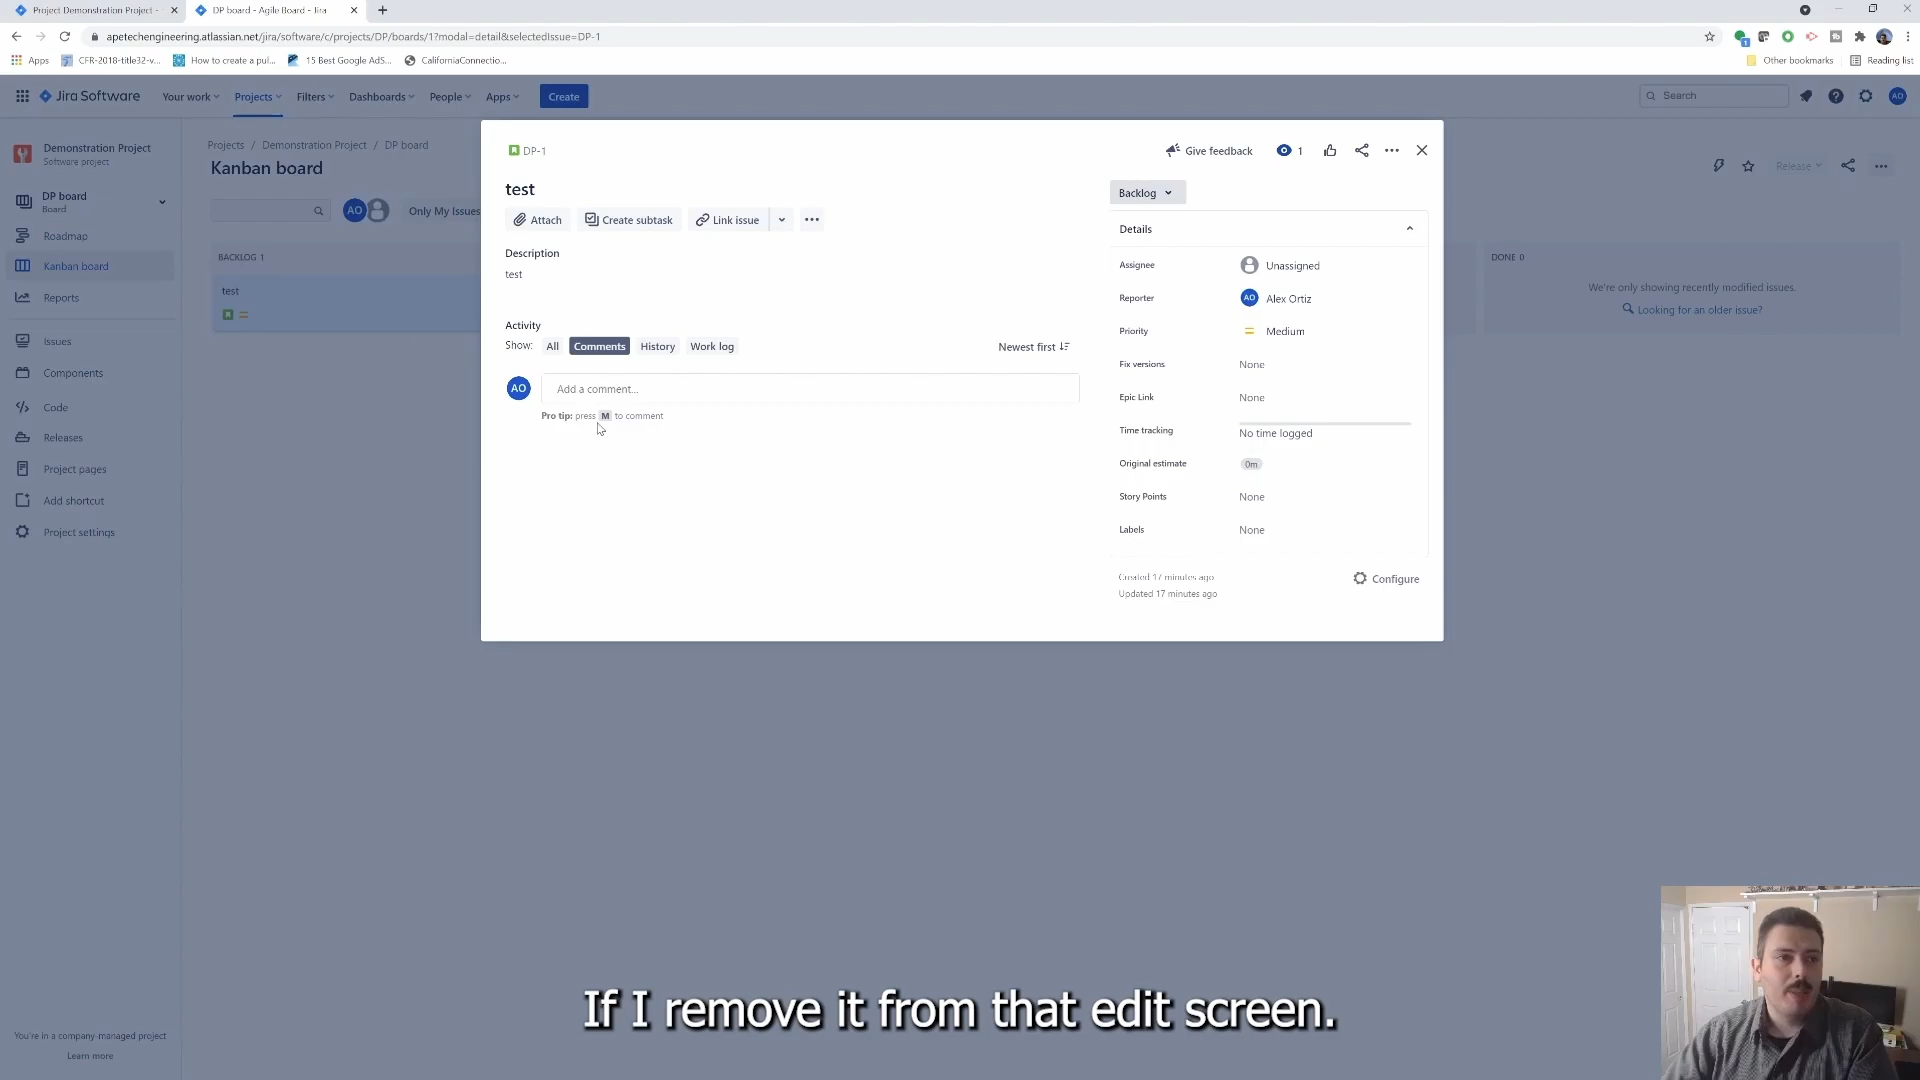 Project Demonstration Project -
DP board - Agile Board - Jira
apetechengineering.atlassian.net/jira/software/c/projects/DP/boards/1?modal=detail&selectedIssue=DP-1
Apps
CFR-2018-title32-v...
How to create a pul...
15 Best Google AdS...
CaliforniaConnectio...
Other bookmarks
Reading list
Jira Software
Your work
Projects
Filters
Dashboards
People
Apps
Create
Search
AO
Demonstration Project
Software project
DP board
Board
Roadmap
Kanban board
Reports
Issues
Components
Code
Releases
Project pages
Add shortcut
Project settings
You're in a company-managed project
Learn more
Projects / Demonstration Project / DP board
Kanban board
AO
Only My Issues
Release
BACKLOG 1
test
DONE 0
We're only showing recently modified issues.
Looking for an older issue?
DP-1
Give feedback
1
test
Attach
Create subtask
Link issue
Description
test
Activity
Show:
All
Comments
History
Work log
Newest first
AO
Add a comment...
Pro tip: press M to comment
Backlog
Details
Assignee
Unassigned
Reporter
AO
Alex Ortiz
Priority
Medium
Fix versions
None
Epic Link
None
Time tracking
No time logged
Original estimate
0m
Story Points
None
Labels
None
Created 17 minutes ago
Updated 17 minutes ago
Configure
If I remove it from that edit screen.